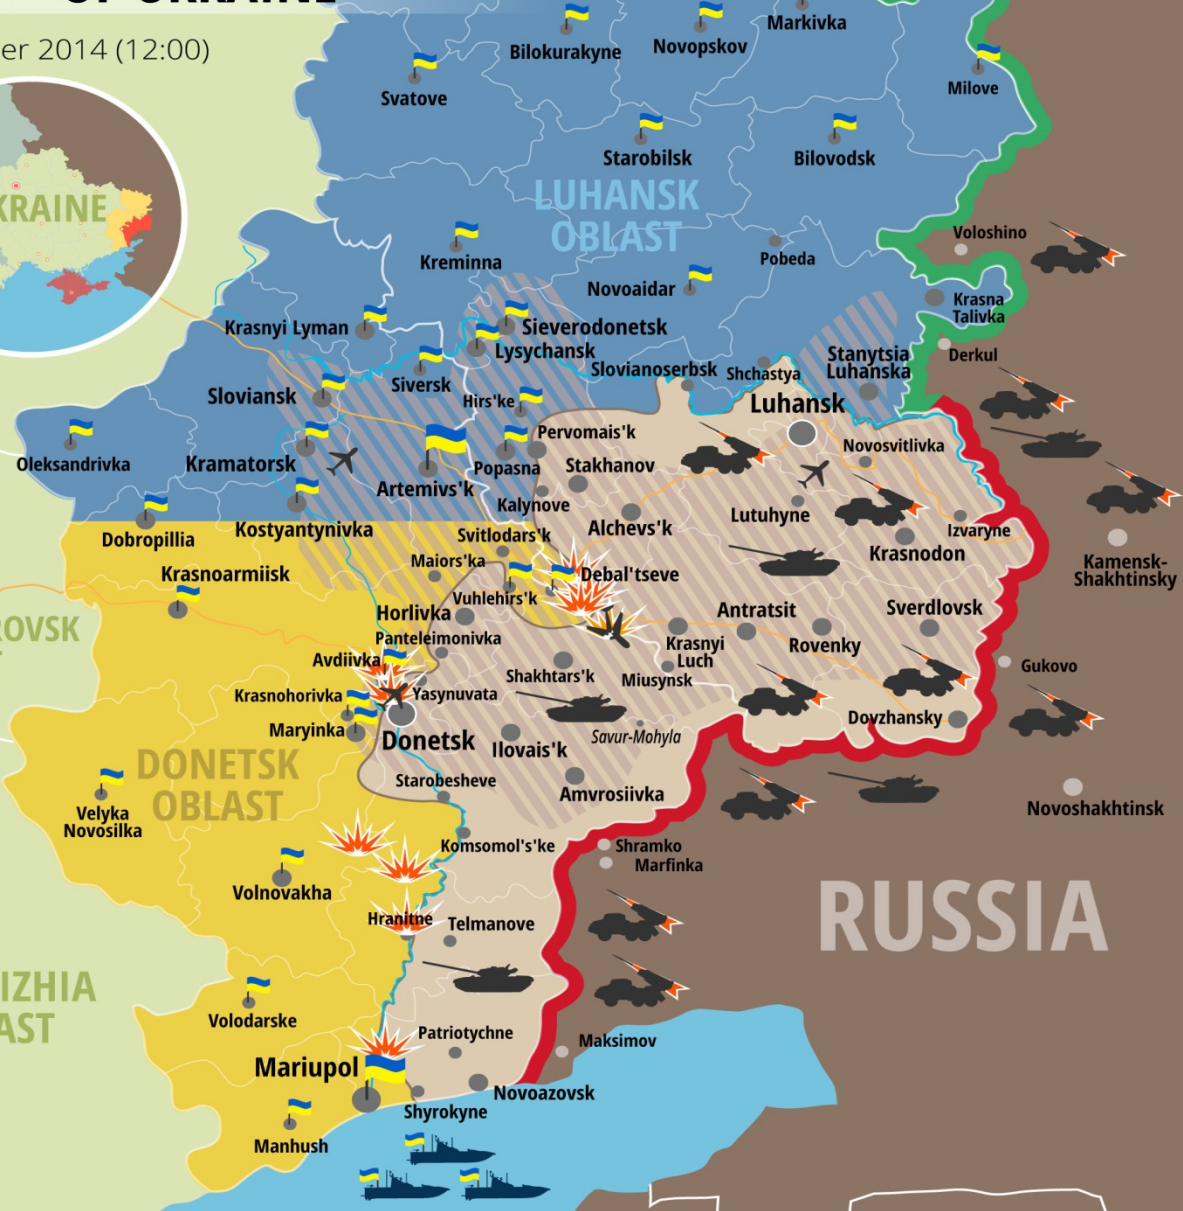 OF UKRAINE
er 2014 (12:00)
KRAINE
Markivka
Bilokurakyne
Novopskov
Svatove
Milove
Starobilsk
Bilovodsk
LUHANSK
OBLAST
Voloshino
Kreminna
Pobeda
Novoaidar
Krasna
Talivka
Krasnyi Lyman
Sieverodonetsk
Lysychansk
Derkul
Stanytsia
Luhanska
Slovianoserbsk
Shchastya
Siversk
Sloviansk
Hirs'ke
Luhansk
Pervomais'k
Novosvitlivka
Oleksandrivka
Kramatorsk
Popasna
Stakhanov
Artemivs'k
Kalynove
Lutuhyne
Alchevs'k
Izvaryne
Dobropillia
Kostyantynivka
Svitlodars'k
Krasnodon
Maiors'ka
Kamensk-
Shakhtinsky
Krasnoarmiisk
Debal'tseve
Vuhlehirs'k
Horlivka
Antratsit
Sverdlovsk
ROVSK
T
Panteleimonivka
Krasnyi
Luch
Rovenky
Avdiivka
Gukovo
Shakhtars'k
Miusynsk
Krasnohorivka
Yasynuvata
Dovzhansky
Maryinka
Donetsk
Ilovais'k
Savur-Mohyla
DONETSK
OBLAST
Starobesheve
Amvrosiivka
Novoshakhtinsk
Velyka
Novosilka
Komsomol's'ke
Shramko
Marfinka
Volnovakha
RUSSIA
Hranitne
Telmanove
IZHIA
AST
Volodarske
Patriotychne
Maksimov
Mariupol
Novoazovsk
Shyrokyne
Manhush